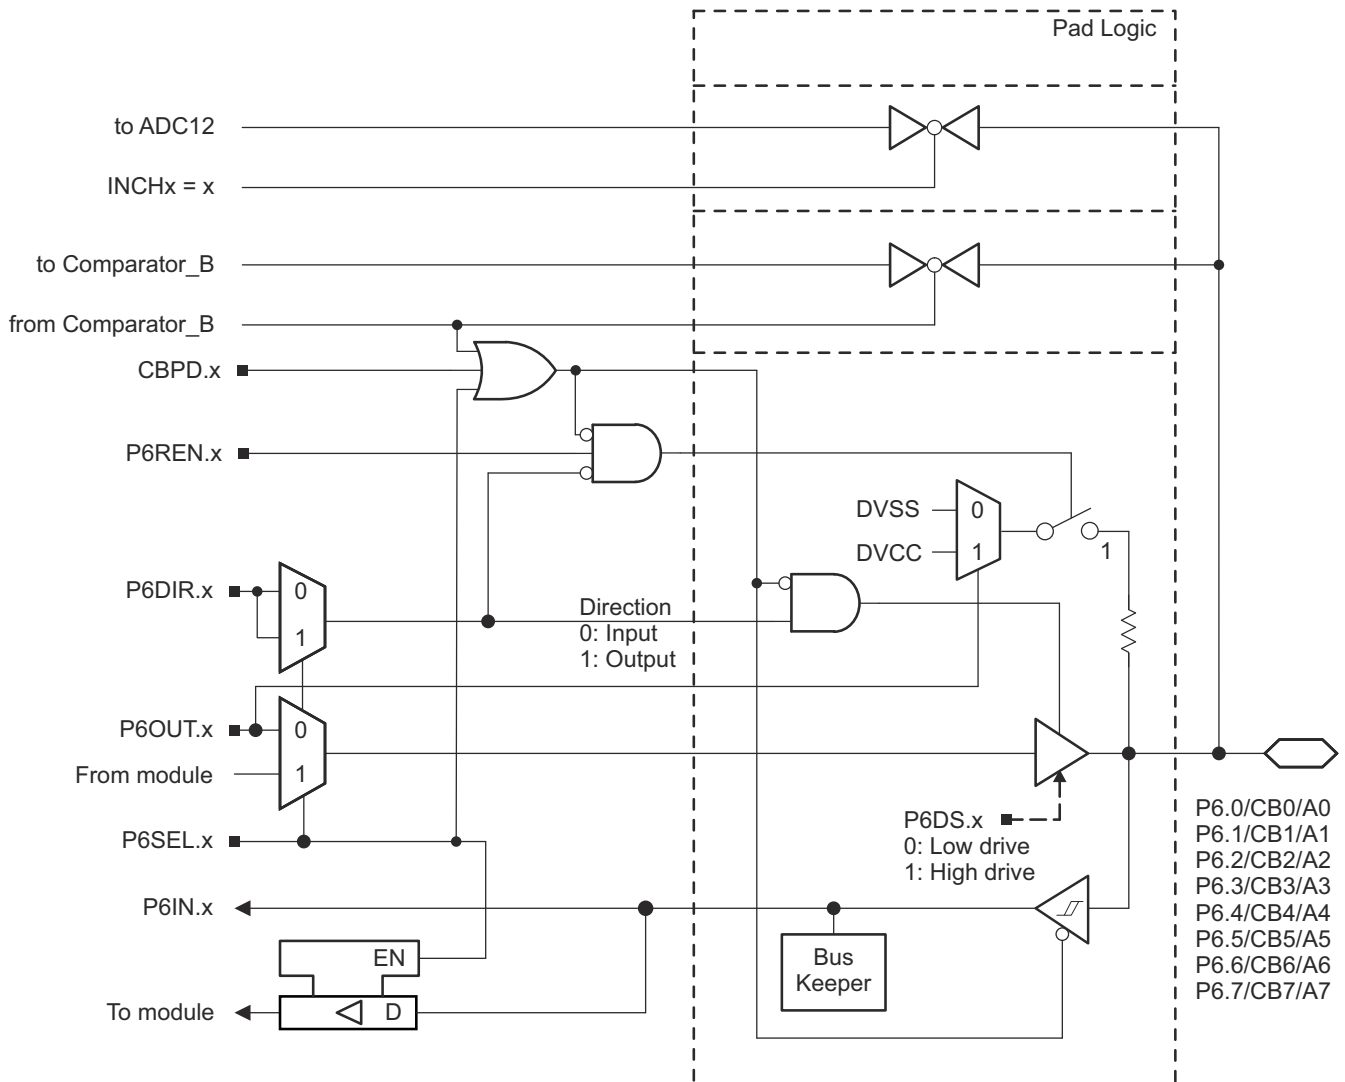 Pad Logic
to ADC12
INCHx = x
to Comparator_B
from Comparator_B
CBPD.x
P6REN.x
DVSS
0
DVCC
1
1
P6DIR.x
0
1
Direction
0: Input
1: Output
P6OUT.x
0
From module
1
P6SEL.x
P6DS.x
0: Low drive
1: High drive
P6.0/CB0/A0
P6.1/CB1/A1
P6.2/CB2/A2
P6.3/CB3/A3
P6.4/CB4/A4
P6.5/CB5/A5
P6.6/CB6/A6
P6.7/CB7/A7
P6IN.x
EN
Bus
Keeper
To module
D